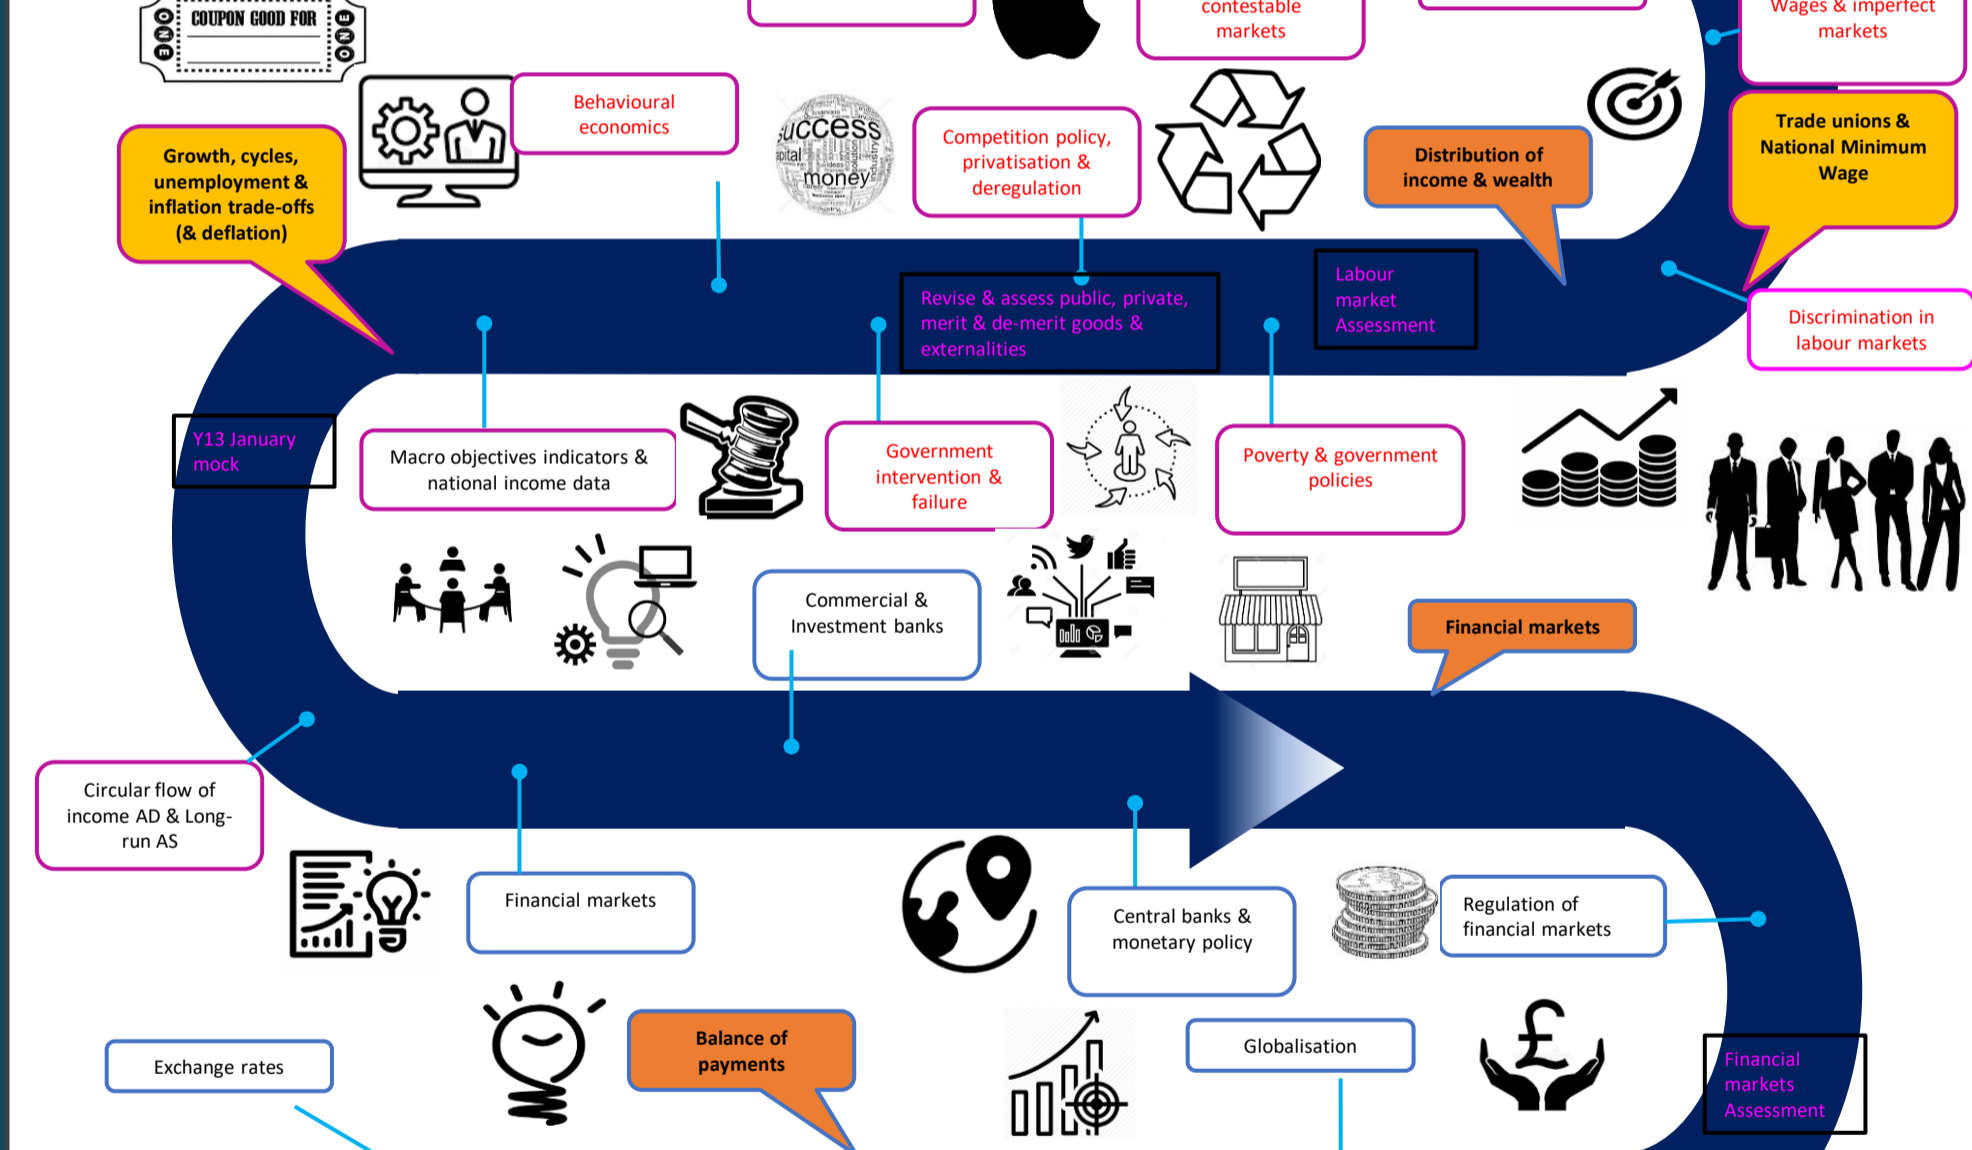 COUPON GOOD FOR
ONE
ONE
contestable
markets
Wages & imperfect
markets
Behavioural
economics
success
capital
money
industry
Competition policy,
privatisation &
deregulation
Distribution of
income & wealth
Trade unions &
National Minimum
Wage
Growth, cycles,
unemployment &
inflation trade-offs
(& deflation)
Revise & assess public, private,
merit & de-merit goods &
externalities
Labour
market
Assessment
Discrimination in
labour markets
Y13 January
mock
Macro objectives indicators &
national income data
Government
intervention &
failure
Poverty & government
policies
Commercial &
Investment banks
Financial markets
Circular flow of
income AD & Long-
run AS
Financial markets
Central banks &
monetary policy
Regulation of
financial markets
Exchange rates
Balance of
payments
Globalisation
£
Financial
markets
Assessment